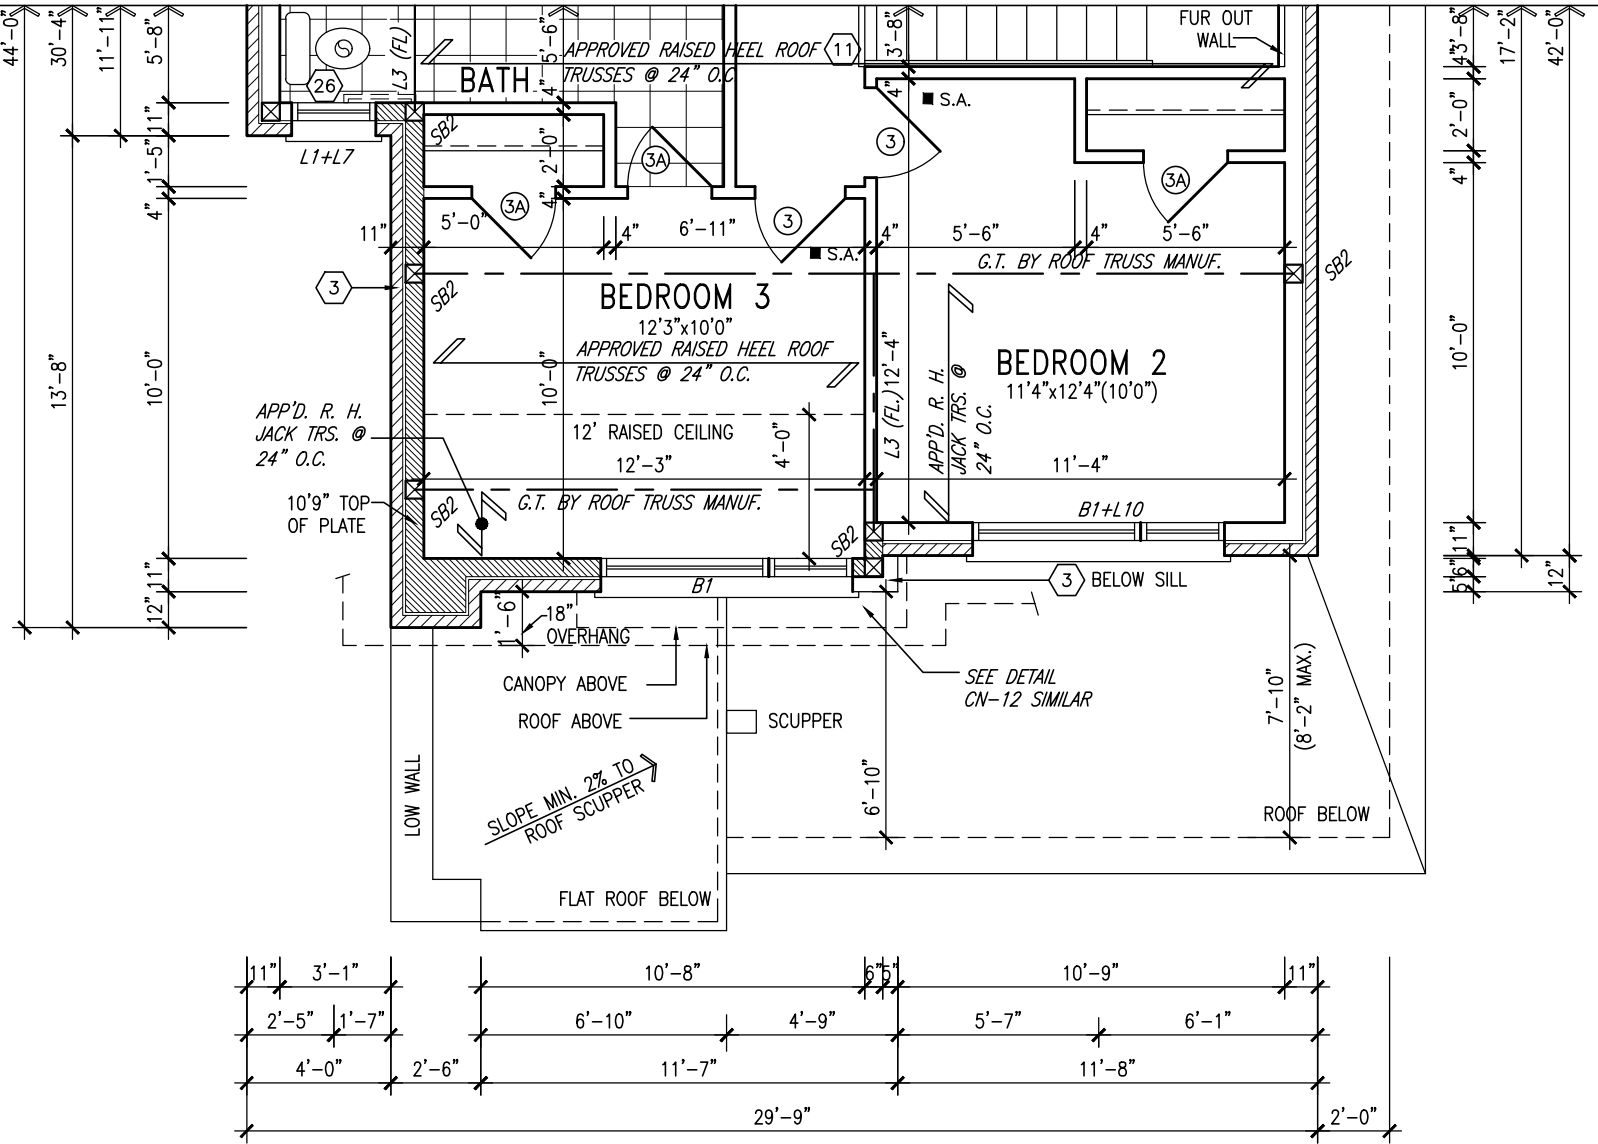 44'-0"
30'-4"
11'-11"
5'-8"
L3 (FL)
5'-6"
APPROVED RAISED HEEL ROOF
TRUSSES @ 24" O.C.
11
3'-8"
FUR OUT
WALL
3'-8"
17'-2"
42'-0"
26
BATH
4"
4"
4"
S.A.
11"
SB2
2'-0"
3
2'-0"
L1+L7
3A
3A
1'-5"
4"
3A
4"
4"
11"
5'-0"
4"
6'-11"
3
4"
5'-6"
4"
5'-6"
S.A.
G.T. BY ROOF TRUSS MANUF.
SB2
3
SB2
BEDROOM 3
12'3"x10'0"
APPROVED RAISED HEEL ROOF
TRUSSES @ 24" O.C.
BEDROOM 2
11'4"x12'4"(10'0")
13'-8"
10'-0"
10'-0"
L3 (FL.)
12'-4"
APP'D. R. H.
JACK TRS. @
24" O.C.
10'-0"
APP'D. R. H.
JACK TRS. @
24" O.C.
12' RAISED CEILING
4'-0"
12'-3"
11'-4"
10'9" TOP
OF PLATE
SB2
G.T. BY ROOF TRUSS MANUF.
B1+L10
SB2
11"
12"
B1
3
BELOW SILL
11"
6"
5"
12"
1'-6"
18"
OVERHANG
CANOPY ABOVE
ROOF ABOVE
SEE DETAIL
CN-12 SIMILAR
SCUPPER
7'-10"
(8'-2" MAX.)
LOW WALL
SLOPE MIN. 2% TO
ROOF SCUPPER
6'-10"
ROOF BELOW
FLAT ROOF BELOW
11"
3'-1"
10'-8"
6"
5"
10'-9"
11"
2'-5"
1'-7"
6'-10"
4'-9"
5'-7"
6'-1"
4'-0"
2'-6"
11'-7"
11'-8"
29'-9"
2'-0"